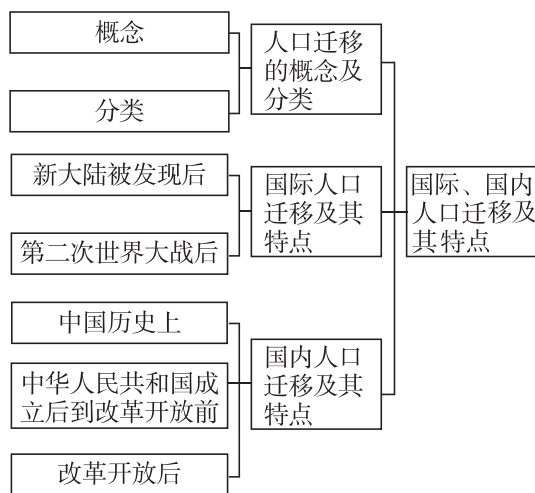 概念
分类
人口迁移
的概念及
分类
新大陆被发现后
第二次世界大战后
国际人口
迁移及其
特点
中国历史上
中华人民共和国成
立后到改革开放前
改革开放后
国内人口
迁移及其
特点
国际、国内
人口迁移及
其特点